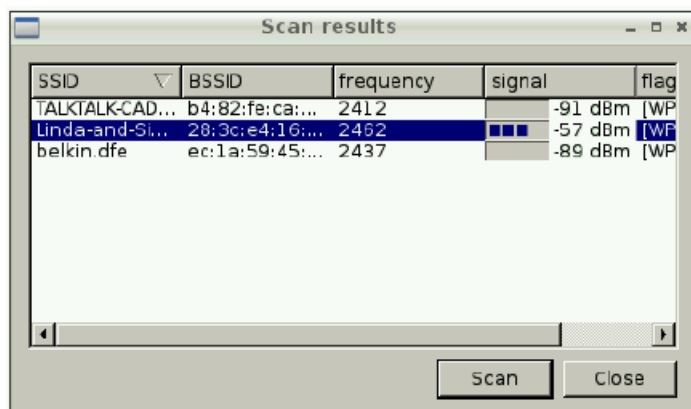 Scan results
SSID BSSID frequency signal flag
TALKTALK-CAD... b4:82:fe:ca:... 2412 -91 dBm [WP
Linda-and-Si... 28:3c:e4:16:... 2462 -57 dBm [WP
belkin.dfe ec:1a:59:45:... 2437 -89 dBm [WP
Scan Close